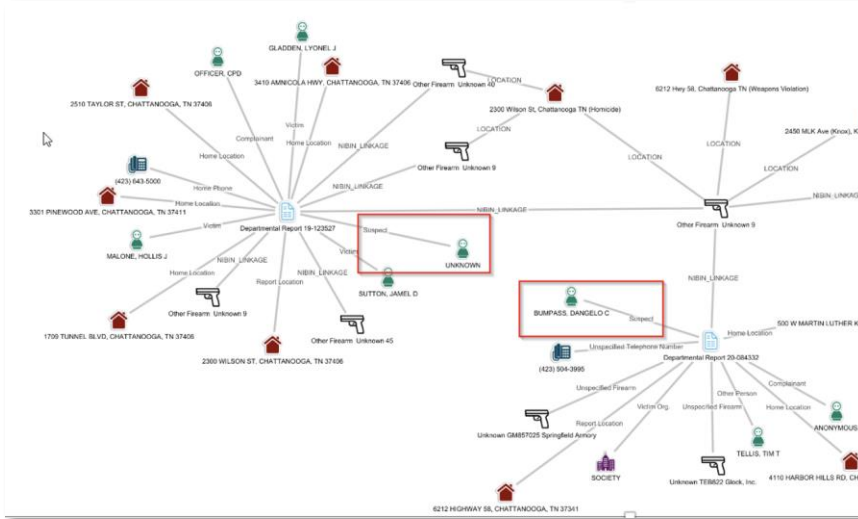 GLADDEN, LYONEL J
OFFICER, CPD
3410 AMNICOLA HWY, CHATTANOOGA, TN 37406
Other Firearm Unknown 40
LOCATION
6212 Hwy 58, Chattanooga TN (Weapons Violation)
2510 TAYLOR ST, CHATTANOOGA, TN 37406
2300 Wilson St, Chattanooga TN (Homicide)
Victim
Complainant
Home Location
NIBIN_LINKAGE
LOCATION
LOCATION
2450 MLK Ave (Knox), K
Home Location
Other Firearm Unknown 9
LOCATION
LOCATION
(423) 643-5000
Home Phone
NIBIN_LINKAGE
NIBIN_LINKAG
Home Location
3301 PINEWOOD AVE, CHATTANOOGA, TN 37411
NIBIN_LINKAGE
Other Firearm Unknown 9
Victim
Departmental Report 19-123527
Suspect
MALONE, HOLLIS J
Victim
UNKNOWN
Home Location
NIBIN_LINKAGE
Report Location
NIBIN_LINKAGE
SUTTON, JAMEL D
NIBIN_LINKAGE
Other Firearm Unknown 9
BUMPASS, DANGELO C
Suspect
1709 TUNNEL BLVD, CHATTANOOGA, TN 37406
Other Firearm Unknown 45
500 W MARTIN LUTHER K
Home Location
2300 WILSON ST, CHATTANOOGA, TN 37406
Unspecified Telephone Number
Departmental Report 20-084332
(423) 504-3995
Unspecified Firearm
Complainant
Other Person
Report Location
Victim Org.
Unspecified Firearm
Home Location
ANONYMOUS
Unknown GM857025 Springfield Armory
TELLIS, TIM T
SOCIETY
Unknown TEB622 Glock, Inc.
4110 HARBOR HILLS RD, CH
6212 HIGHWAY 58, CHATTANOOGA, TN 37341